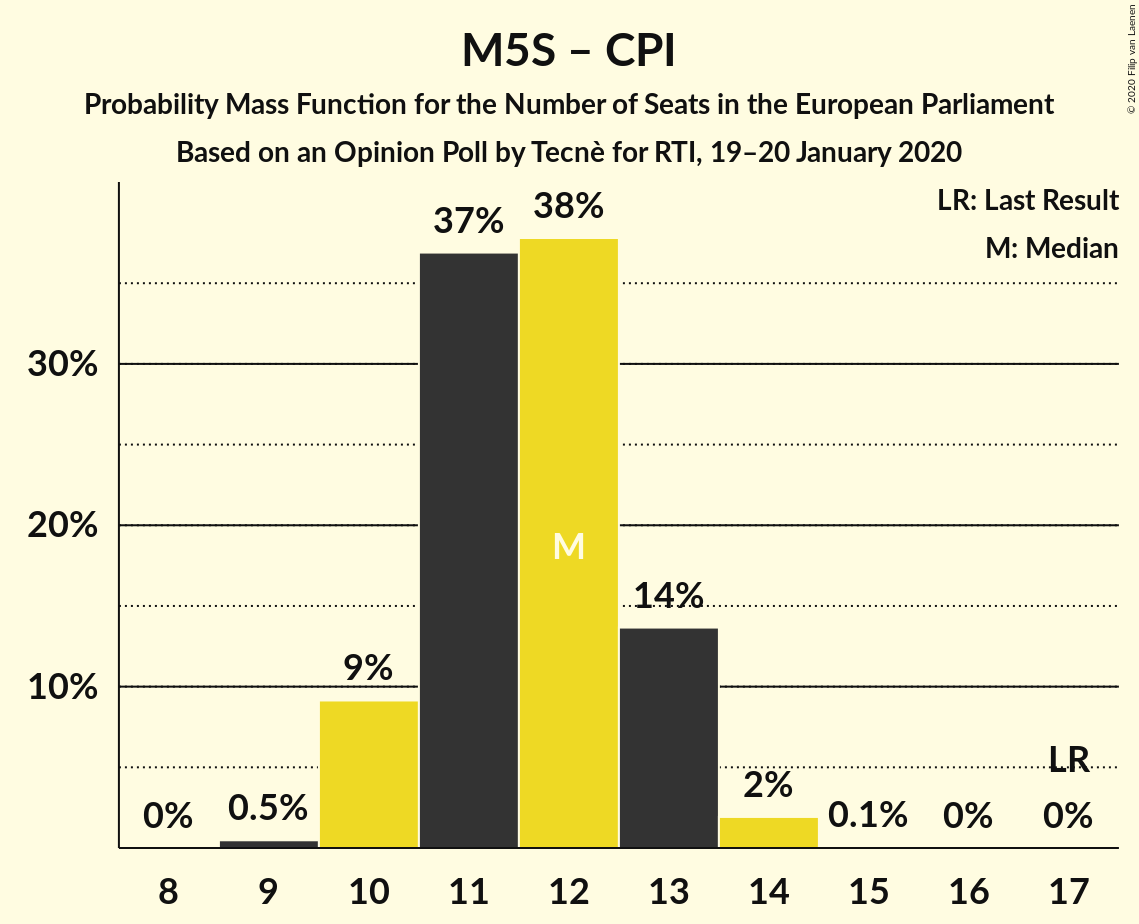 M5S – CPI
Probability Mass Function for the Number of Seats in the European Parliament
Based on an Opinion Poll by Tecnè for RTI, 19–20 January 2020
© 2020 Filip van Laenen
LR: Last Result
M: Median
30%
20%
10%
0%
0.5%
9%
37%
38%
M
14%
2%
0.1%
0%
LR
0%
8 9 10 11 12 13 14 15 16 17